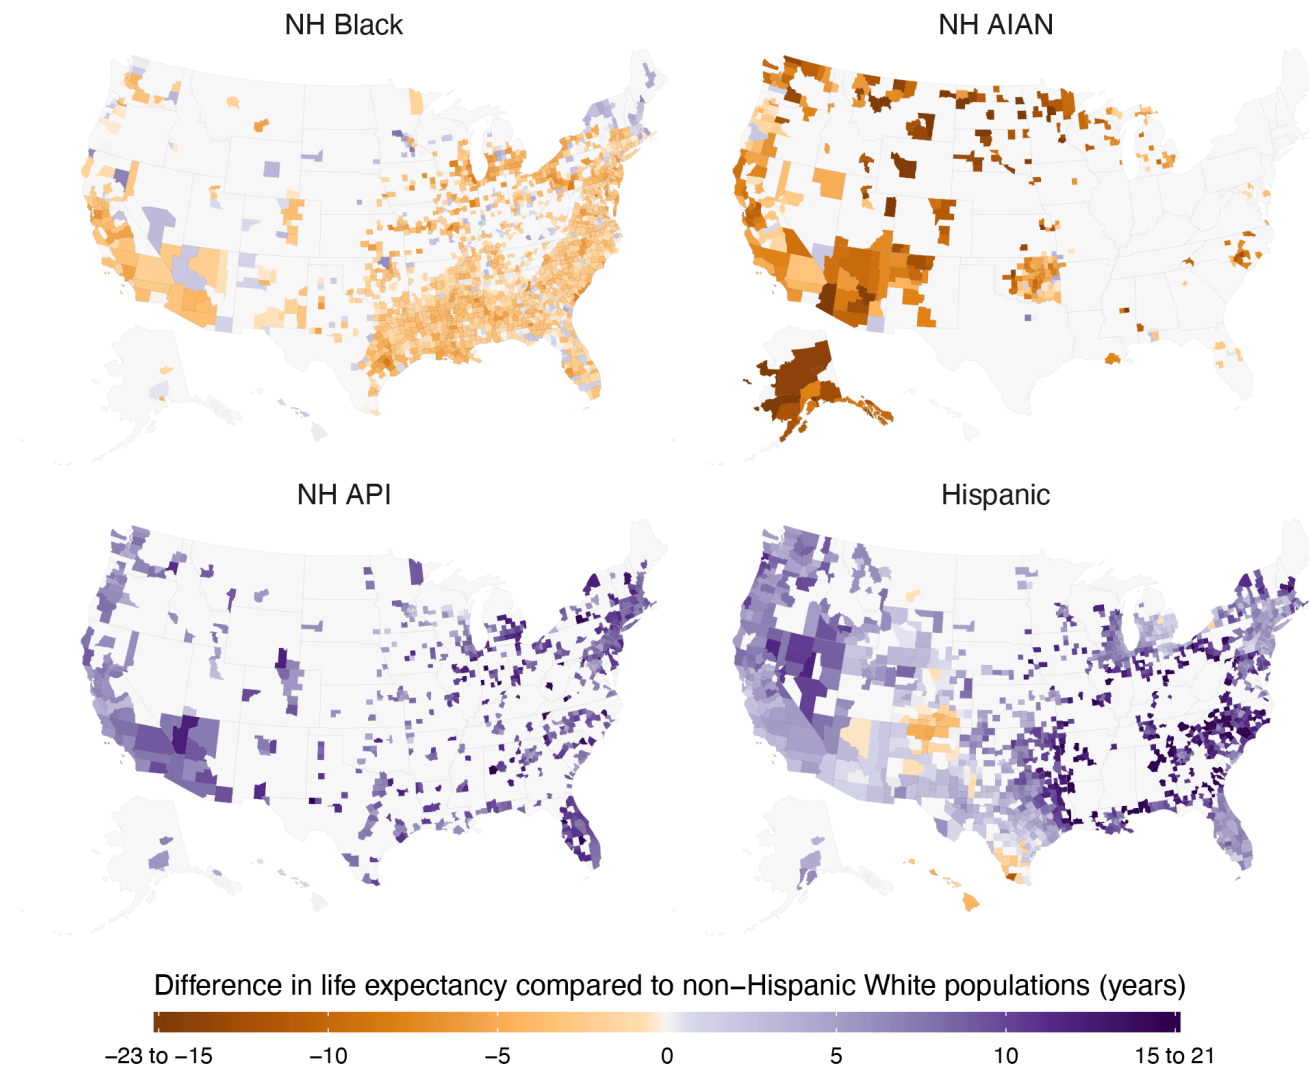 NH Black
NH AIAN
NH API
Hispanic
Difference in life expectancy compared to non−Hispanic White populations (years)
−23 to −15 −10 −5 0 5 10 15 to 21